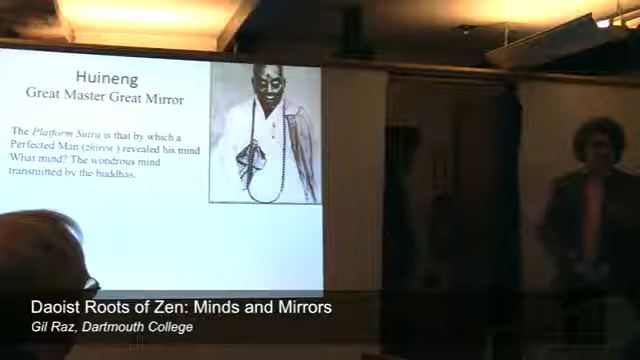 Huineng
Great Master Great Mirror
The Platform Sutra is that by which a
Perfected Man (zhiren ) revealed his mind
What mind? The wondrous mind
transmitted by the buddhas.
Daoist Roots of Zen: Minds and Mirrors
Gil Raz, Dartmouth College